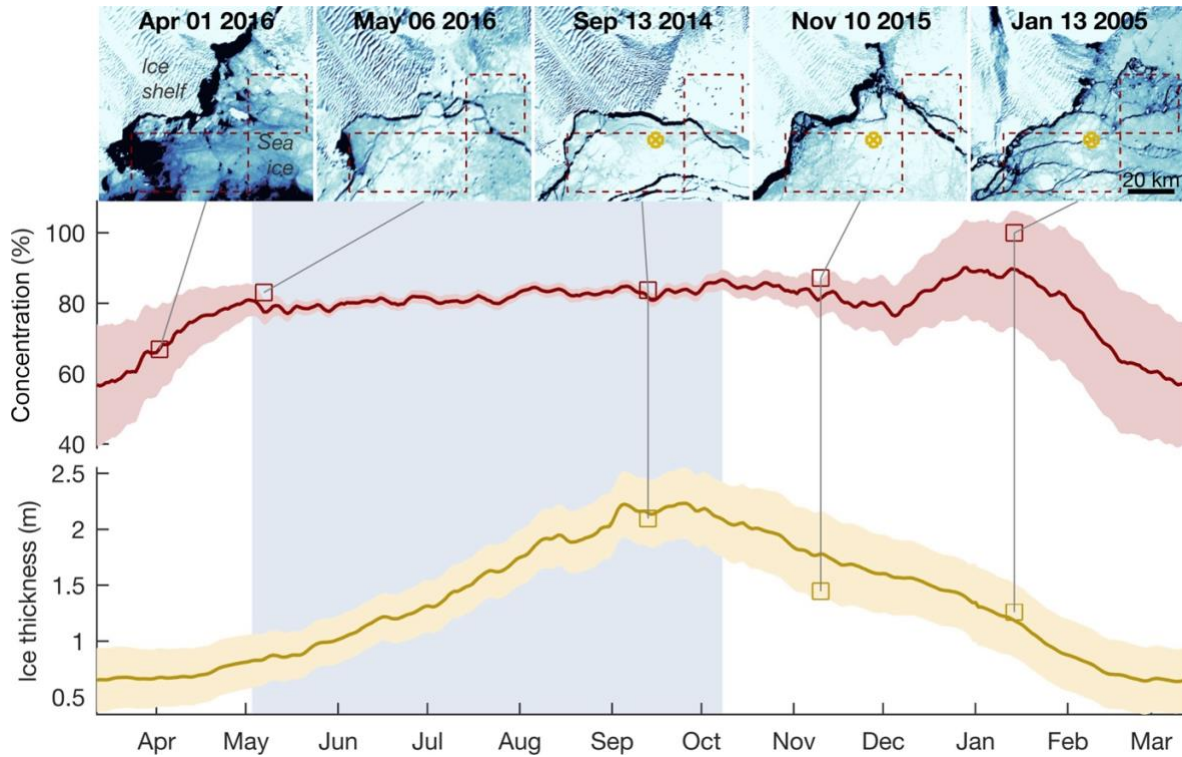 Apr 01 2016
May 06 2016
Sep 13 2014
Nov 10 2015
Jan 13 2005
Ice
shelf
Sea
ice
20 km
Concentration (%)
100
80
60
40
Ice thickness (m)
2.5
2
1.5
1
0.5
Apr May Jun Jul Aug Sep Oct Nov Dec Jan Feb Mar